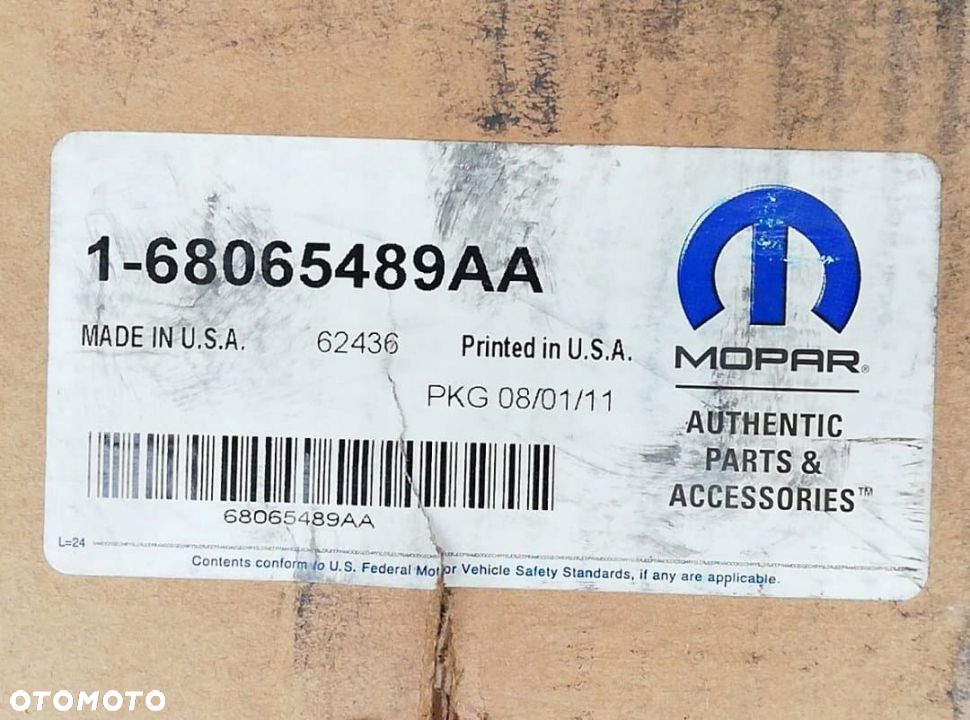 1-68065489AA
MADE IN U.S.A.
62436
Printed in U.S.A.
PKG 08/01/11
68065489AA
L=24
Contents conform to U.S. Federal Motor Vehicle Safety Standards, if any are applicable.
MOPAR®
AUTHENTIC
PARTS &
ACCESSORIES™
OTOMOTO